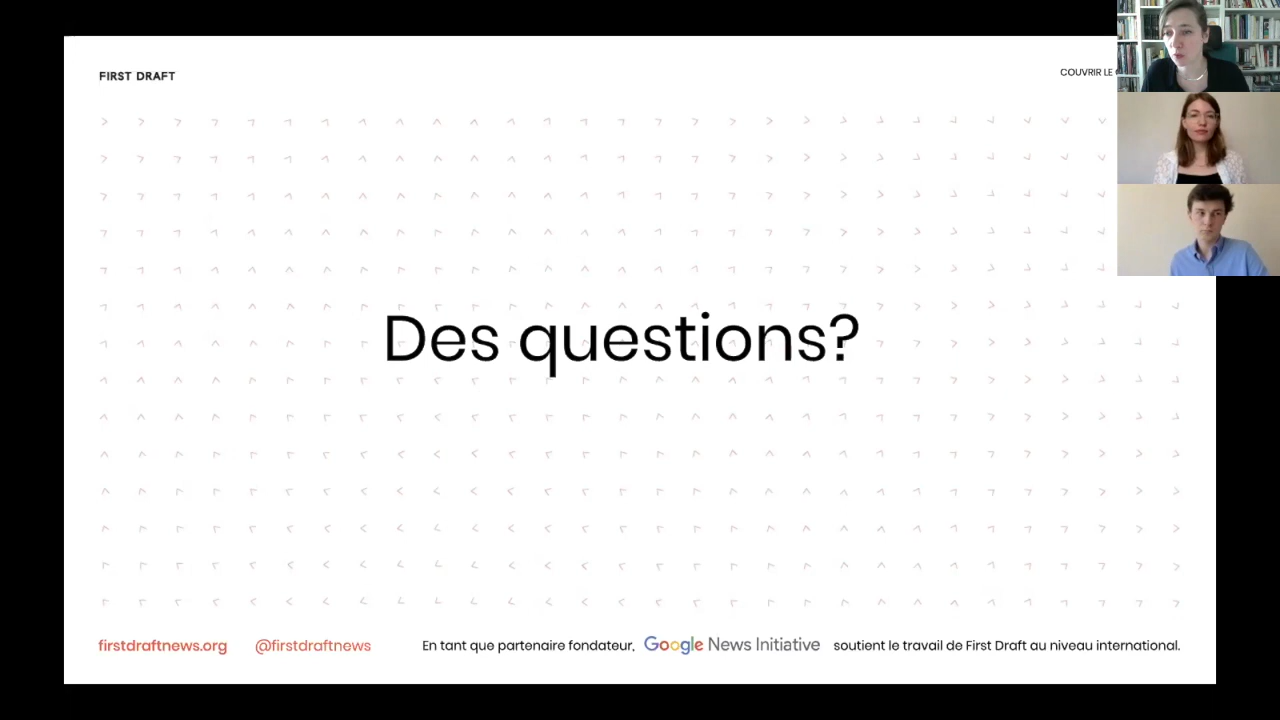 FIRST DRAFT
COUVRIR LE
Des questions?
firstdraftnews.org @firstdraftnews En tant que partenaire fondateur, Google News Initiative soutient le travail de First Draft au niveau international.